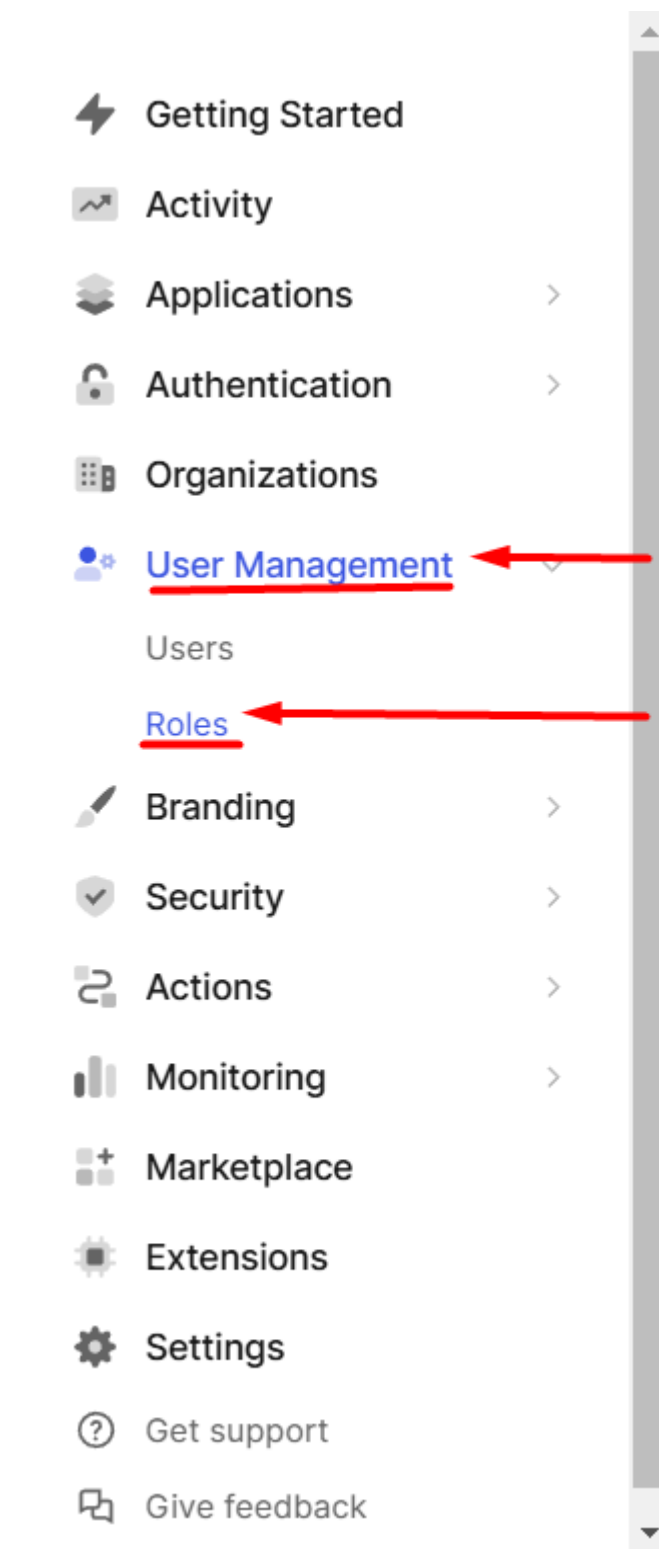 Getting Started
Activity
Applications
Authentication
Organizations
User Management
Users
Roles
Branding
Security
Actions
Monitoring
Marketplace
Extensions
Settings
Get support
Give feedback